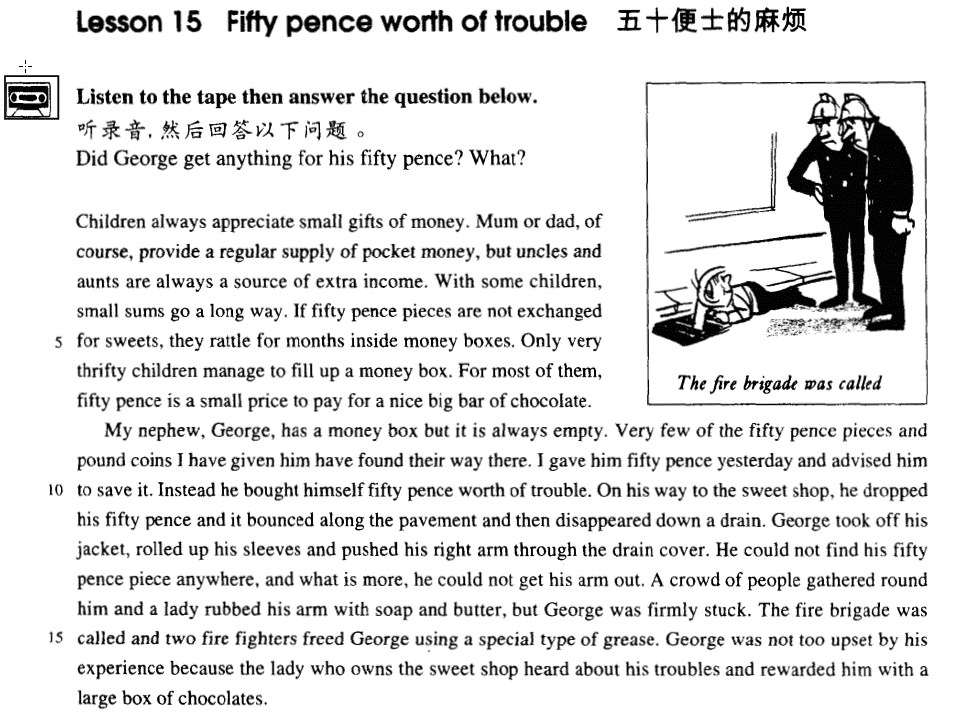 Lesson 15 Fifty pence worth of trouble 五十便士的麻烦
Listen to the tape then answer the question below.
听录音，然后回答以下问题。
Did George get anything for his fifty pence? What?
Children always appreciate small gifts of money. Mum or dad, of
course, provide a regular supply of pocket money, but uncles and
aunts are always a source of extra income. With some children,
small sums go a long way. If fifty pence pieces are not exchanged
5 for sweets, they rattle for months inside money boxes. Only very
thrifty children manage to fill up a money box. For most of them,
fifty pence is a small price to pay for a nice big bar of chocolate.
The fire brigade was called
My nephew, George, has a money box but it is always empty. Very few of the fifty pence pieces and
pound coins I have given him have found their way there. I gave him fifty pence yesterday and advised him
10 to save it. Instead he bought himself fifty pence worth of trouble. On his way to the sweet shop, he dropped
his fifty pence and it bounced along the pavement and then disappeared down a drain. George took off his
jacket, rolled up his sleeves and pushed his right arm through the drain cover. He could not find his fifty
pence piece anywhere, and what is more, he could not get his arm out. A crowd of people gathered round
him and a lady rubbed his arm with soap and butter, but George was firmly stuck. The fire brigade was
15 called and two fire fighters freed George using a special type of grease. George was not too upset by his
experience because the lady who owns the sweet shop heard about his troubles and rewarded him with a
large box of chocolates.